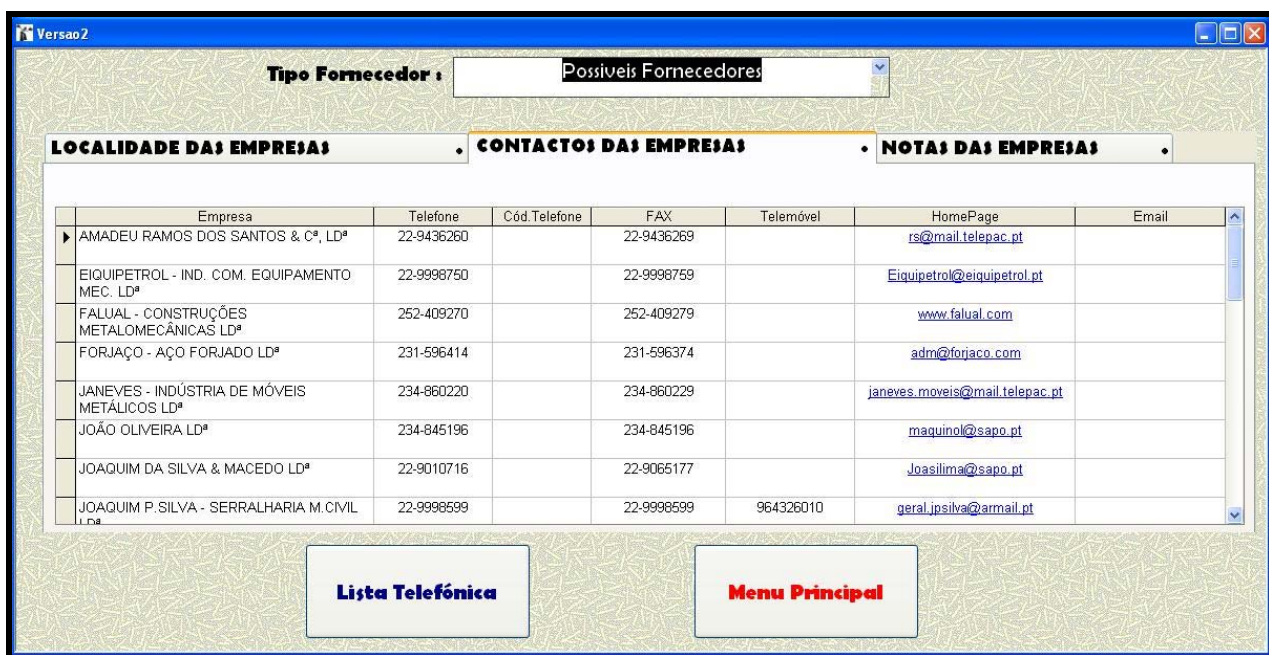 Versao2
Tipo Fornecedor :
Possiveis Fornecedores
LOCALIDADE DAS EMPRESAS • CONTACTOS DAS EMPRESAS • NOTAS DAS EMPRESAS •
Empresa Telefone Cód.Telefone FAX Telemóvel HomePage Email
AMADEU RAMOS DOS SANTOS & Cª, LDª 22-9436260 22-9436269 rs@mail.telepac.pt
EIQUIPETROL - IND. COM. EQUIPAMENTO 22-9998750 22-9998759 Eiquipetrol@eiquipetrol.pt
MEC. LDª
FALUAL - CONSTRUÇÕES 252-409270 252-409279 www.falual.com
METALOMECÂNICAS LDª
FORJAÇO - AÇO FORJADO LDª 231-596414 231-596374 adm@forjaco.com
JANEVES - INDÚSTRIA DE MÓVEIS 234-860220 234-860229 janeves.moveis@mail.telepac.pt
METÁLICOS LDª
JOÃO OLIVEIRA LDª 234-845196 234-845196 maquinol@sapo.pt
JOAQUIM DA SILVA & MACEDO LDª 22-9010716 22-9065177 Joasilima@sapo.pt
JOAQUIM P.SILVA - SERRALHARIA M.CIVIL 22-9998599 22-9998599 964326010 geral.jpsilva@armail.pt
LDª
Lista Telefónica
Menu Principal